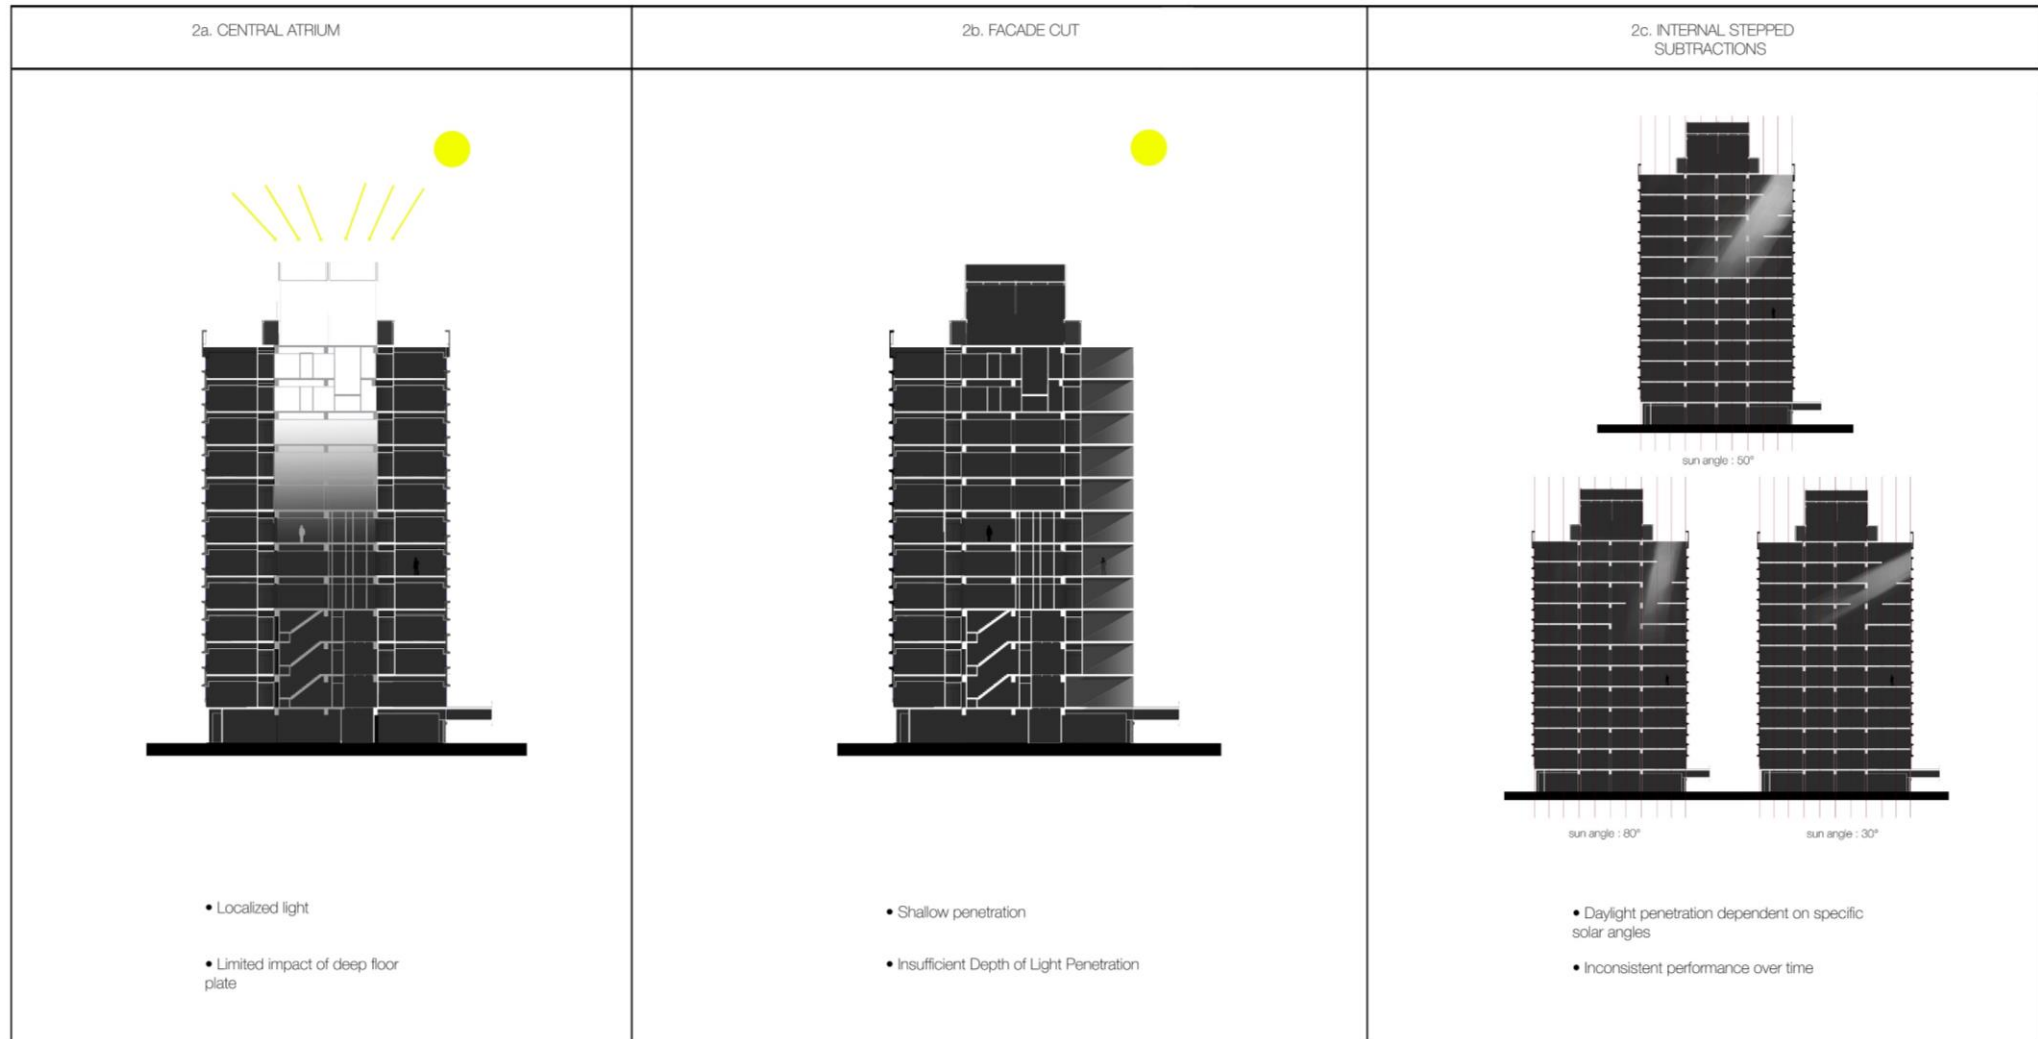 2a. CENTRAL ATRIUM
2b. FACADE CUT
2c. INTERNAL STEPPED
SUBTRACTIONS
sun angle : 50°
sun angle : 80°
sun angle : 30°
• Localized light
• Limited impact of deep floor
plate
• Shallow penetration
• Insufficient Depth of Light Penetration
• Daylight penetration dependent on specific
solar angles
• Inconsistent performance over time